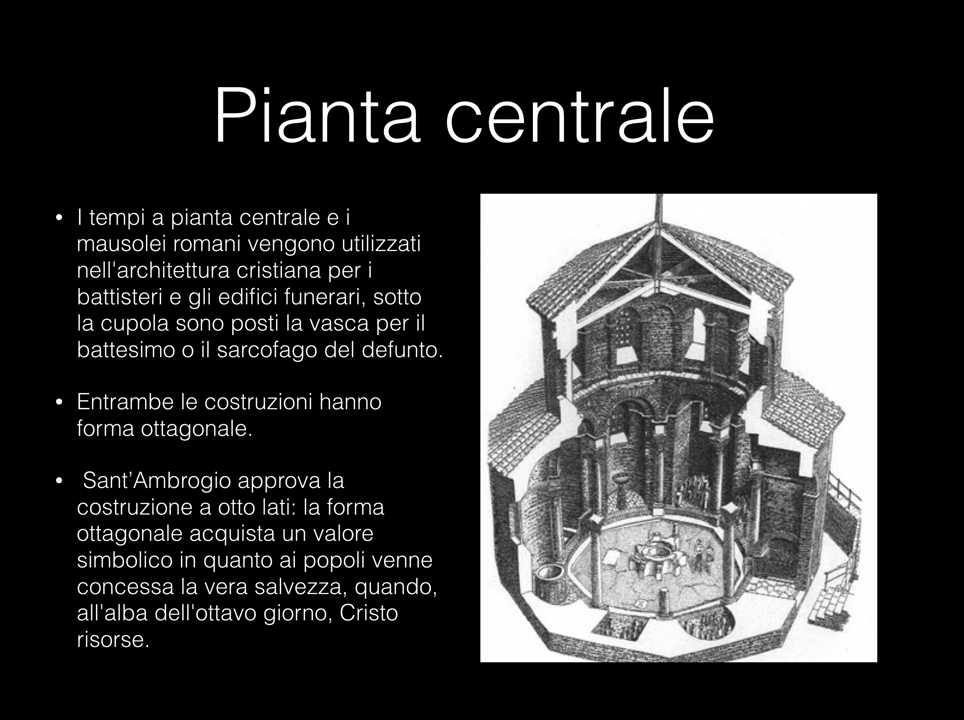 Pianta centrale
• I tempi a pianta centrale e i
mausolei romani vengono utilizzati
nell'architettura cristiana per i
battisteri e gli edifici funerari, sotto
la cupola sono posti la vasca per il
battesimo o il sarcofago del defunto.
• Entrambe le costruzioni hanno
forma ottagonale.
• Sant’Ambrogio approva la
costruzione a otto lati: la forma
ottagonale acquista un valore
simbolico in quanto ai popoli venne
concessa la vera salvezza, quando,
all'alba dell'ottavo giorno, Cristo
risorse.